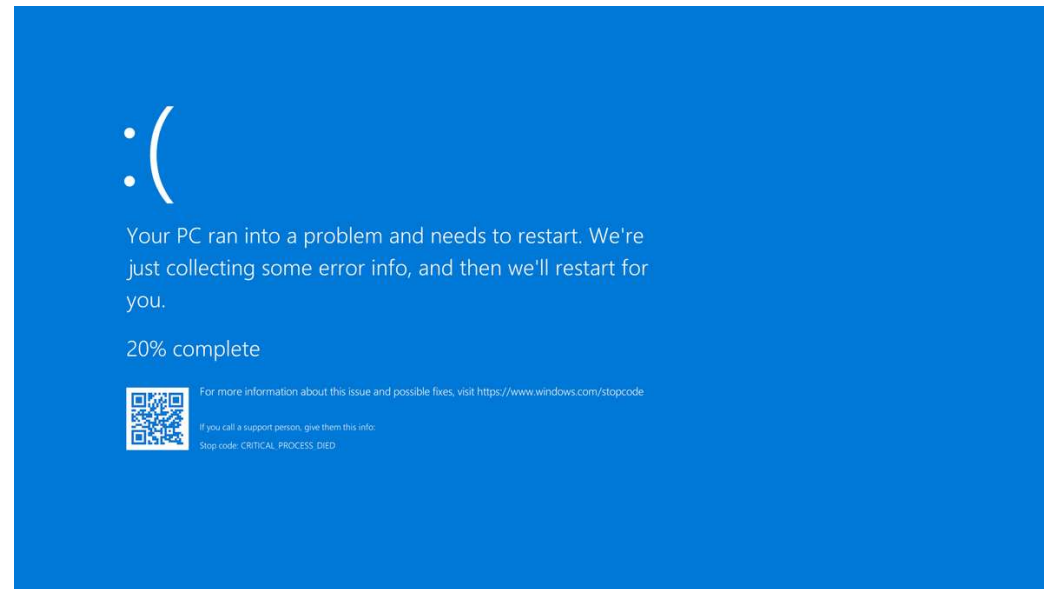 :(
Your PC ran into a problem and needs to restart. We're
just collecting some error info, and then we'll restart for
you.
20% complete
For more information about this issue and possible fixes, visit https://www.windows.com/stopcode
If you call a support person, give them this info:
Stop code: CRITICAL_PROCESS_DIED